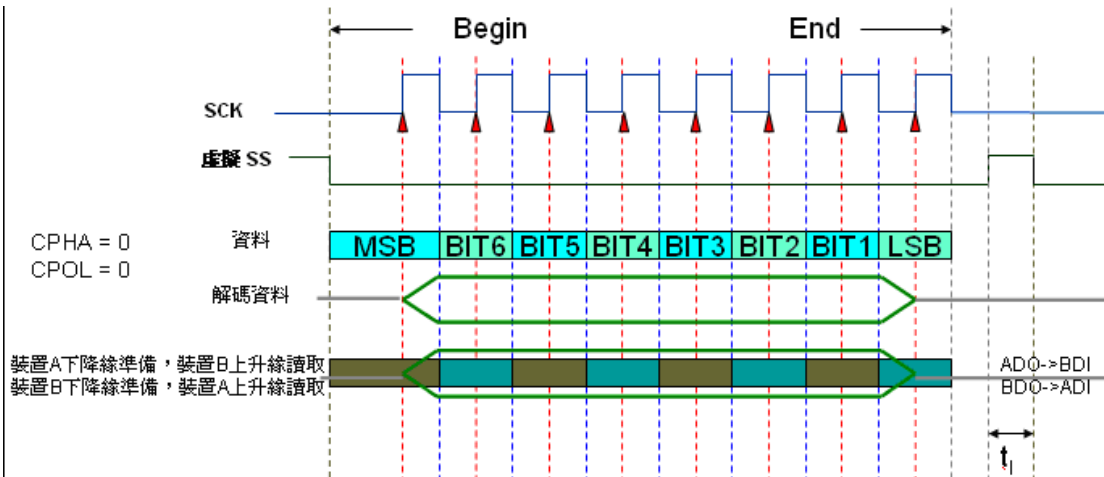 Begin End
SCK
虛擬 SS
CPHA = 0
CPOL = 0
資料
MSB BIT6 BIT5 BIT4 BIT3 BIT2 BIT1 LSB
解碼資料
裝置A下降緣準備，裝置B上升緣讀取
裝置B下降緣準備，裝置A上升緣讀取
ADO->BDI
BDO->ADI
tI